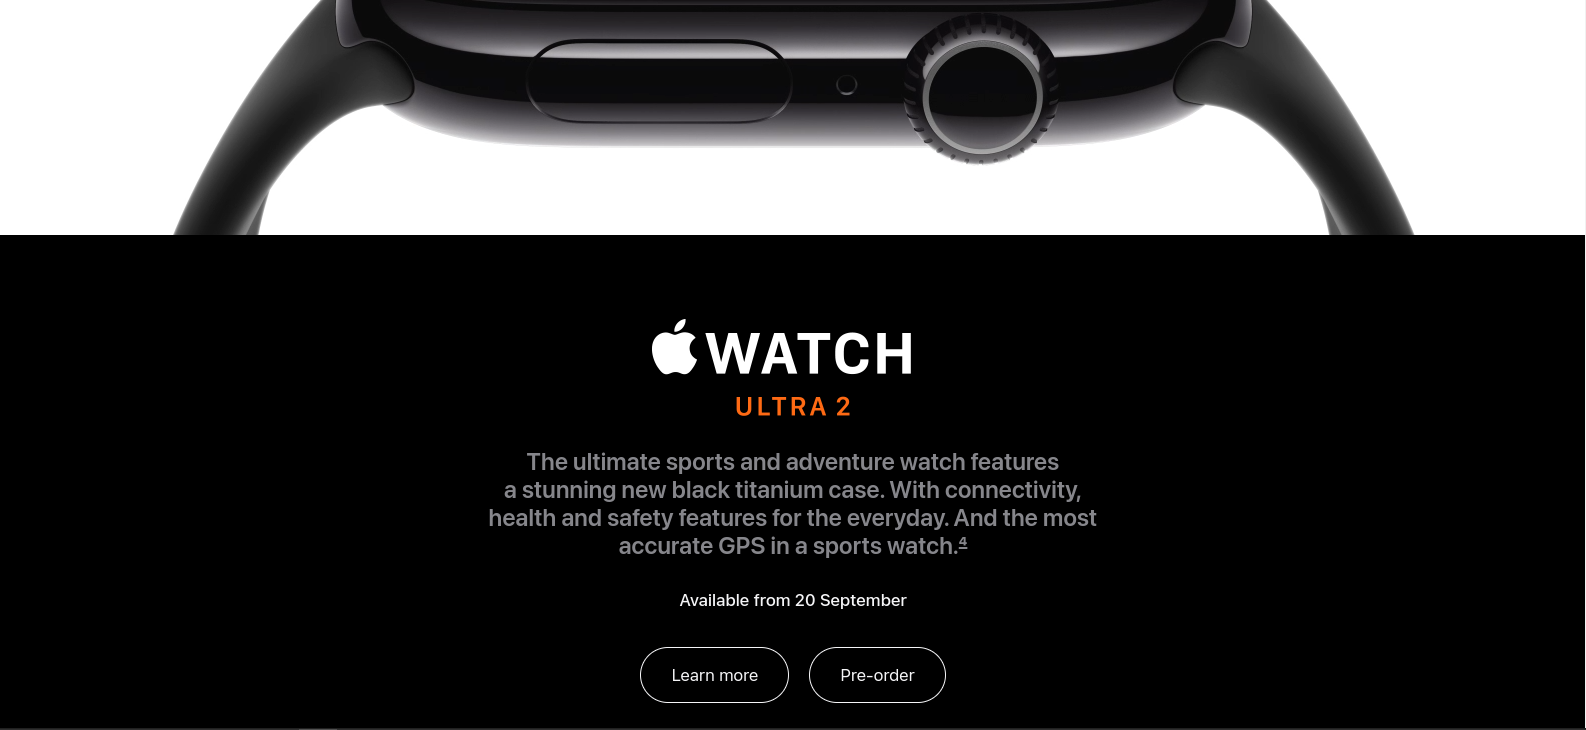 WATCH
ULTRA 2
The ultimate sports and adventure watch features
a stunning new black titanium case. With connectivity,
health and safety features for the everyday. And the most
accurate GPS in a sports watch.⁴
Available from 20 September
Learn more
Pre-order